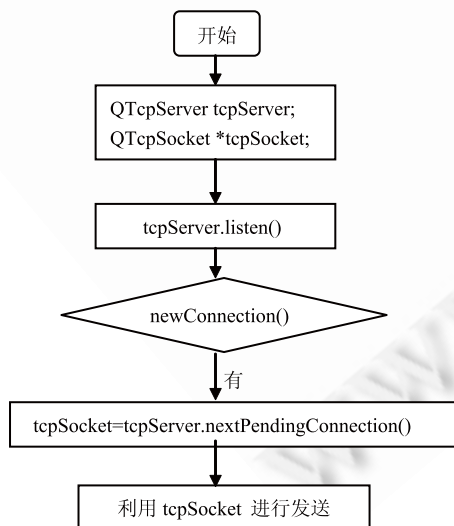 开始
QTcpServer tcpServer;
QTcpSocket *tcpSocket;
tcpServer.listen()
newConnection()
有
tcpSocket=tcpServer.nextPendingConnection()
利用 tcpSocket 进行发送